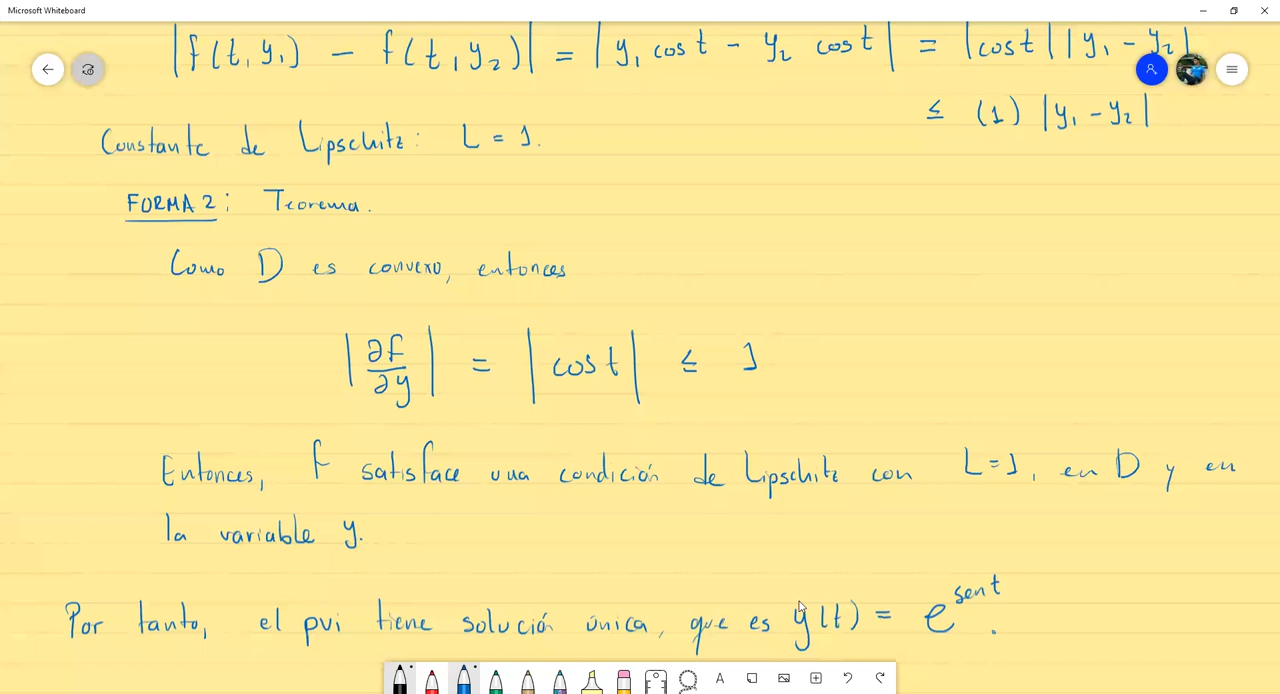 Microsoft Whiteboard
|f(t, y₁) - f(t, y₂)| = |y₁ cos t - y₂ cos t| = |cos t| |y₁ - y₂|
≤ (1) |y₁ - y₂|
Constante de Lipschitz: L = 1.
FORMA 2: Teorema.
Como D es convexo, entonces
|∂f/∂y| = |cos t| ≤ 1
Entonces, f satisface una condición de Lipschitz con L=1, en D y en
la variable y.
Por tanto, el pvi tiene solución única, que es y(t) = e^sent.
A